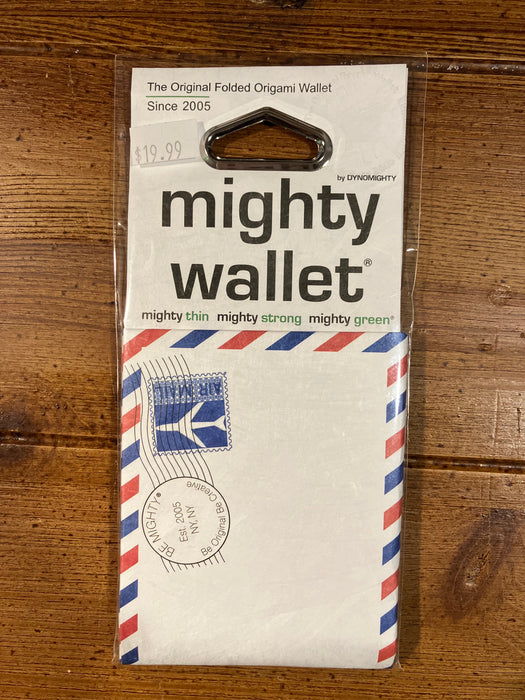 The Original Folded Origami Wallet
Since 2005
$19.99
by DYNOMIGHTY
mighty
wallet®
mighty thin mighty strong mighty green®
AIR MAIL
BE MIGHTY®
Est. 2005
NY, NY
Be Original Be Creative